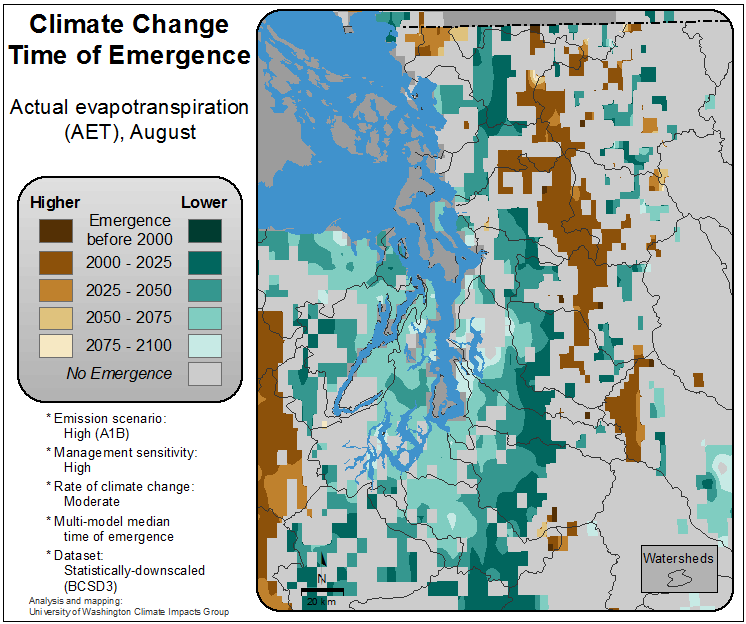 Climate Change
Time of Emergence
Actual evapotranspiration
(AET), August
Higher Lower
Emergence
before 2000
2000 - 2025
2025 - 2050
2050 - 2075
2075 - 2100
No Emergence
* Emission scenario:
High (A1B)
* Management sensitivity:
High
* Rate of climate change:
Moderate
* Multi-model median
time of emergence
* Dataset:
Statistically-downscaled
(BCSD3)
Analysis and mapping:
University of Washington Climate Impacts Group
N
20 km
Watersheds